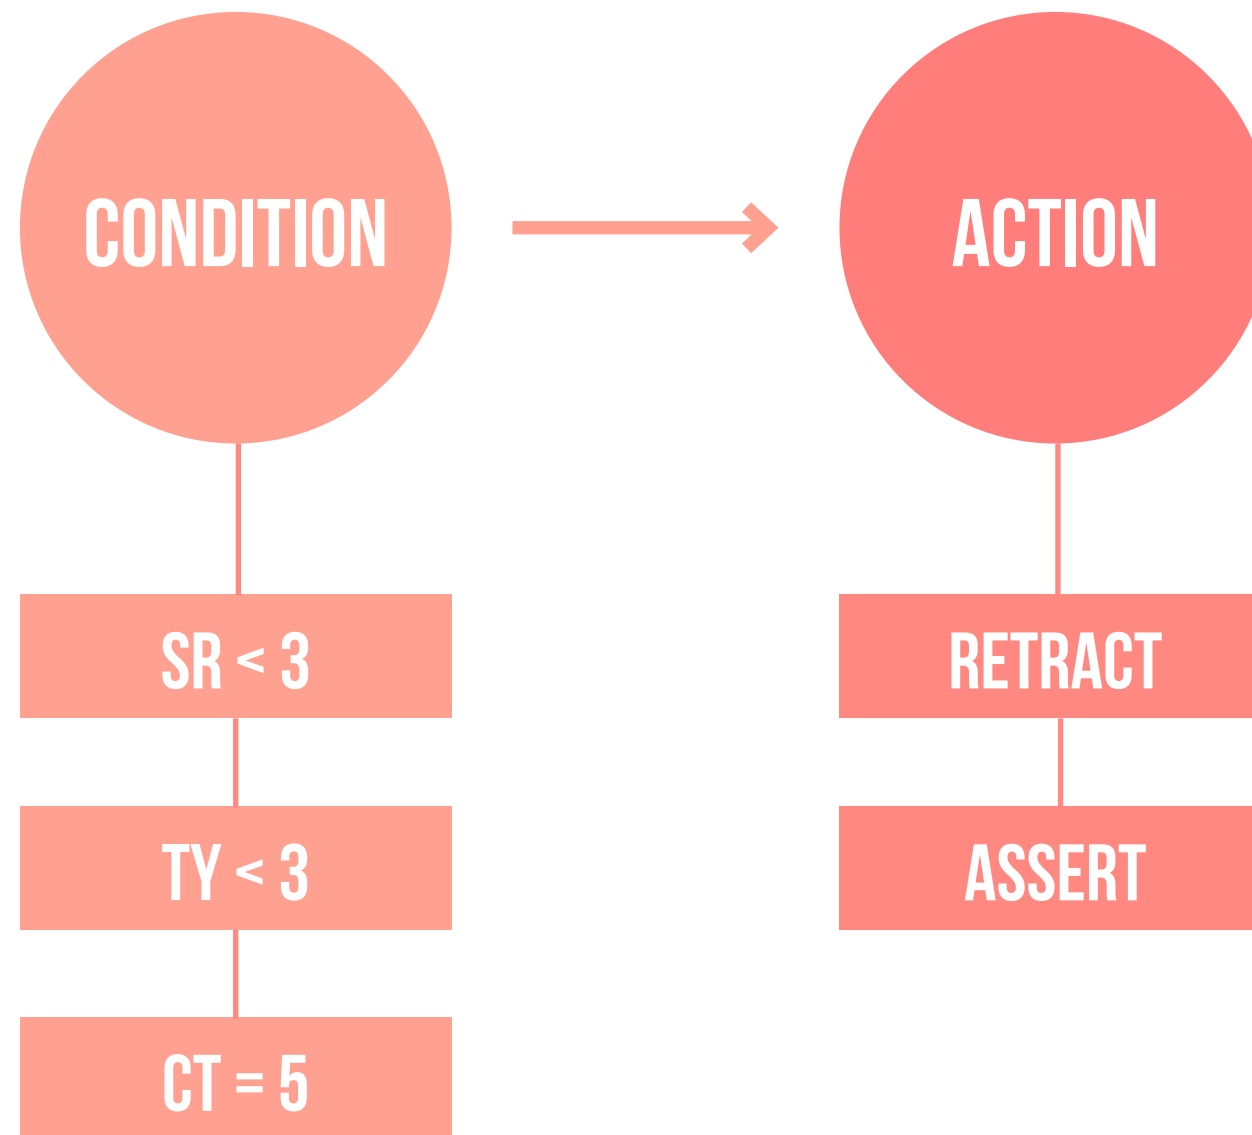 CONDITION
ACTION
SR < 3
RETRACT
TY < 3
ASSERT
CT = 5